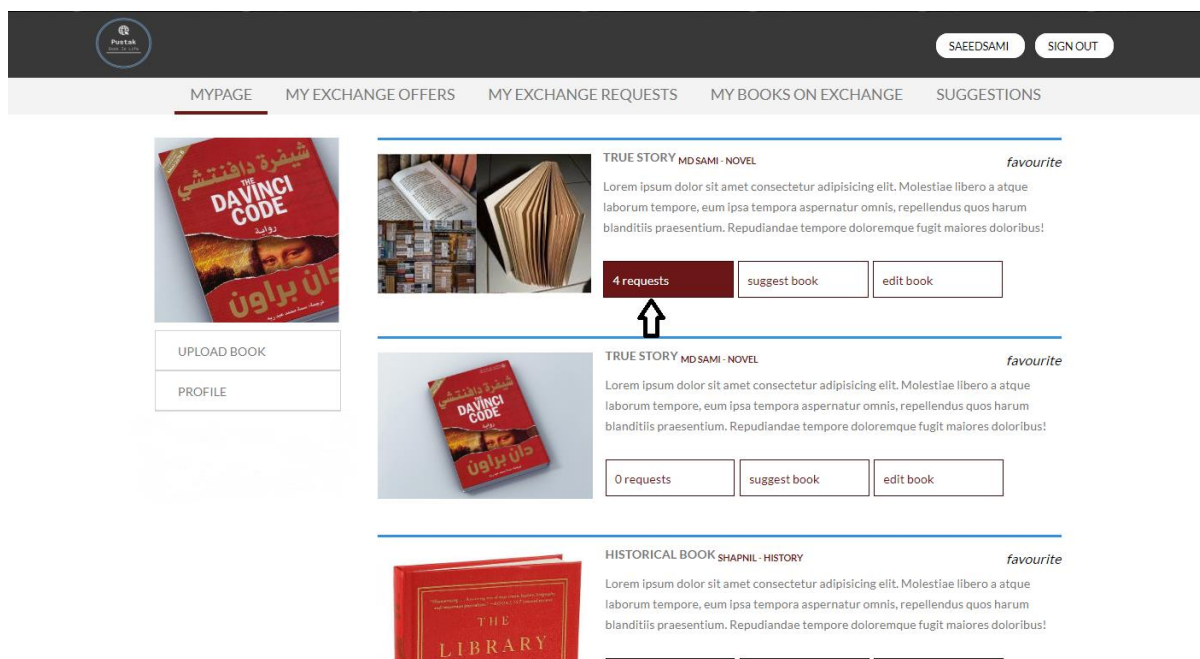 Pustak
SAEEDSAMI
SIGN OUT
MYPAGE
MY EXCHANGE OFFERS
MY EXCHANGE REQUESTS
MY BOOKS ON EXCHANGE
SUGGESTIONS
شيفرة دافنتشي
THE
DAVINCI
CODE
رواية
دان براون
UPLOAD BOOK
PROFILE
TRUE STORY MD SAMI - NOVEL
favourite
Lorem ipsum dolor sit amet consectetur adipisicing elit. Molestiae libero a atque
laborum tempore, eum ipsa tempora aspernatur omnis, repellendus quos harum
blanditiis praesentium. Repudiandae tempore doloremque fugit maiores doloribus!
4 requests
suggest book
edit book
TRUE STORY MD SAMI - NOVEL
favourite
Lorem ipsum dolor sit amet consectetur adipisicing elit. Molestiae libero a atque
laborum tempore, eum ipsa tempora aspernatur omnis, repellendus quos harum
blanditiis praesentium. Repudiandae tempore doloremque fugit maiores doloribus!
شيفرة دافنتشي
THE
DAVINCI
CODE
رواية
دان براون
0 requests
suggest book
edit book
HISTORICAL BOOK SHAPNIL - HISTORY
favourite
Lorem ipsum dolor sit amet consectetur adipisicing elit. Molestiae libero a atque
laborum tempore, eum ipsa tempora aspernatur omnis, repellendus quos harum
blanditiis praesentium. Repudiandae tempore doloremque fugit maiores doloribus!
THE
LIBRARY